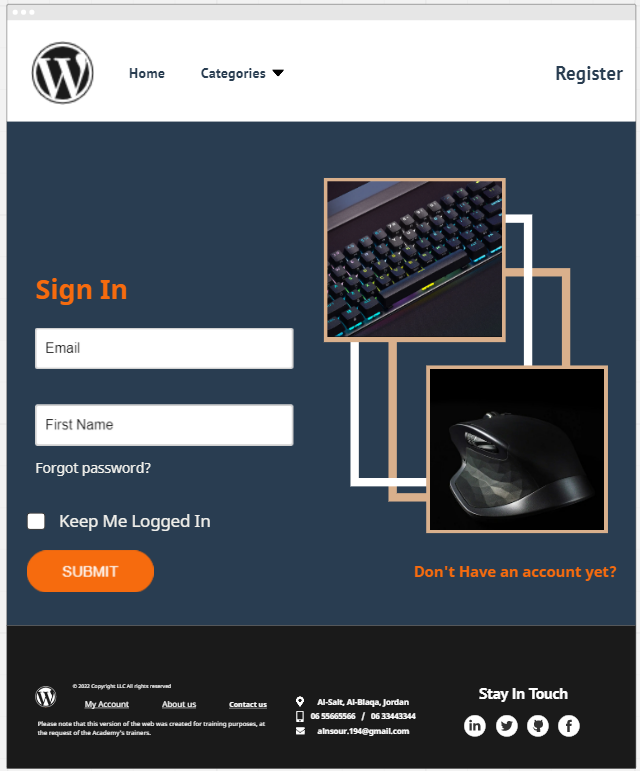 Home
Categories
Register
Sign In
Email
First Name
Forgot password?
Keep Me Logged In
SUBMIT
Don't Have an account yet?
© 2022 Copyright LLC All rights reserved
My Account
About us
Contact us
Please note that this version of the web was created for training purposes, at
the request of the Academy's trainers.
Al-Salt, Al-Blaqa, Jordan
06 55665566 / 06 33443344
alnsour.194@gmail.com
Stay In Touch